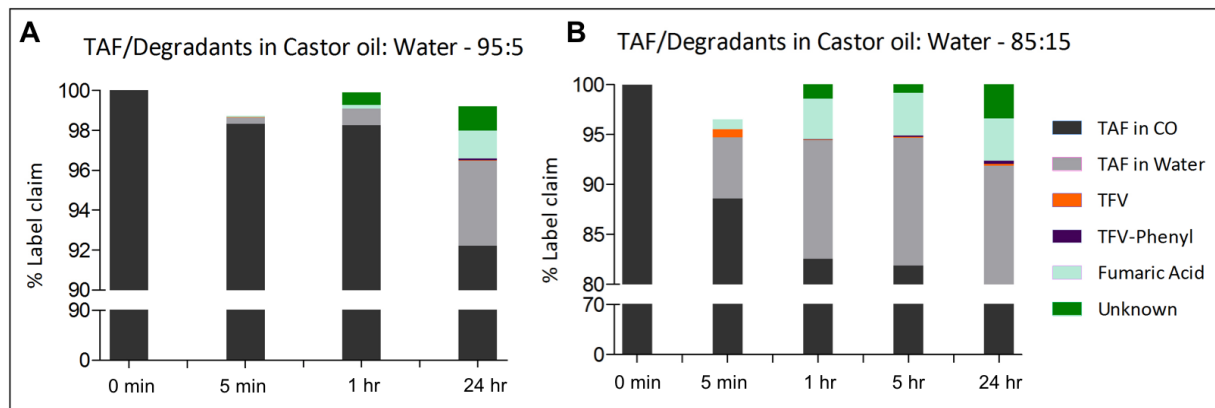 A
TAF/Degradants in Castor oil: Water - 95:5
% Label claim
100
98
96
94
92
90
90
0
0 min
5 min
1 hr
24 hr
B
TAF/Degradants in Castor oil: Water - 85:15
% Label claim
100
95
90
85
80
70
0
0 min
5 min
1 hr
5 hr
24 hr
TAF in CO
TAF in Water
TFV
TFV-Phenyl
Fumaric Acid
Unknown